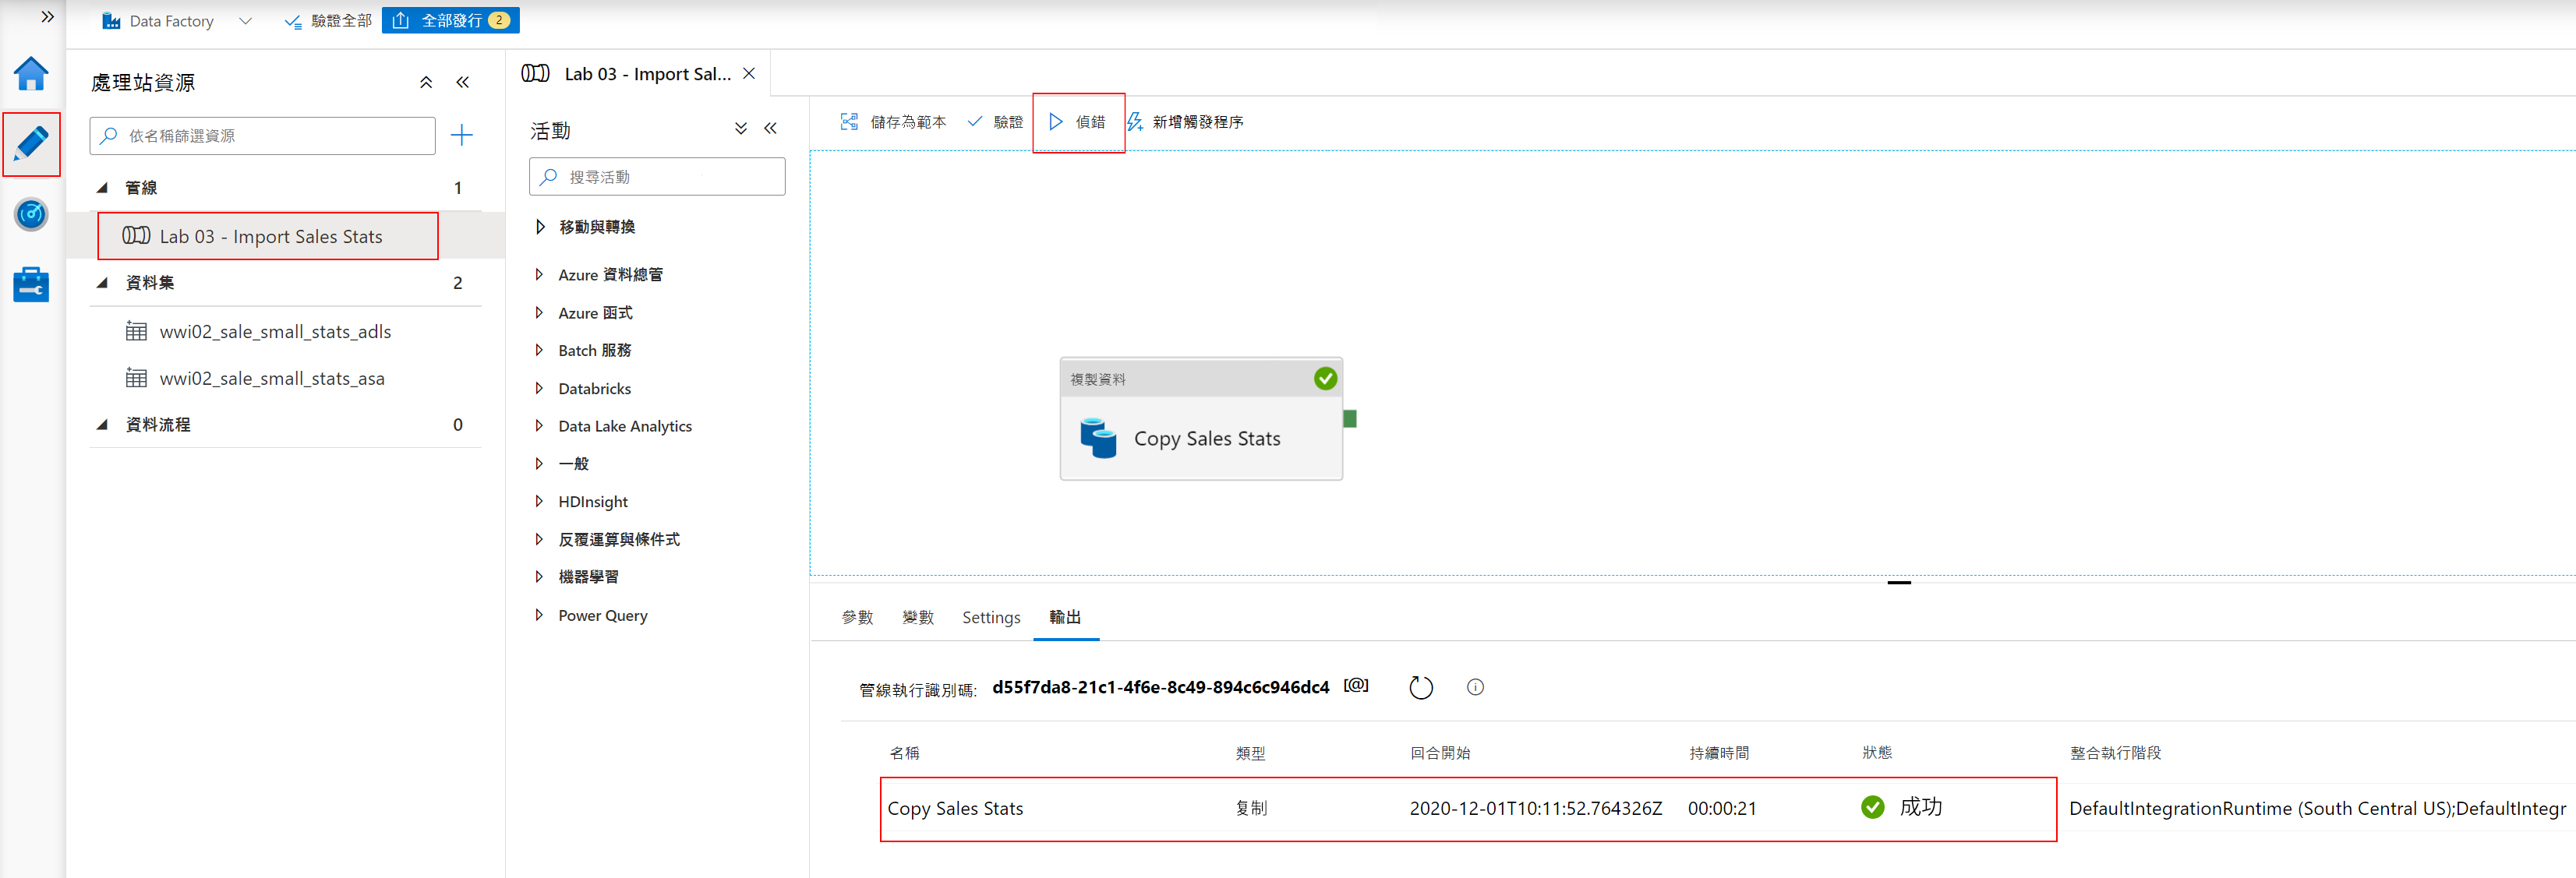 Data Factory
驗證全部
全部發行 2
處理站資源
依名稱篩選資源
管線 1
Lab 03 - Import Sales Stats
資料集 2
wwi02_sale_small_stats_adls
wwi02_sale_small_stats_asa
資料流程 0
Lab 03 - Import Sal...
活動
搜尋活動
移動與轉換
Azure 資料總管
Azure 函式
Batch 服務
Databricks
Data Lake Analytics
一般
HDInsight
反覆運算與條件式
機器學習
Power Query
儲存為範本
驗證
偵錯
新增觸發程序
複製資料
Copy Sales Stats
參數 變數 Settings 輸出
管線執行識別碼: d55f7da8-21c1-4f6e-8c49-894c6c946dc4 [@]
名稱 類型 回合開始 持續時間 狀態 整合執行階段
Copy Sales Stats 复制 2020-12-01T10:11:52.764326Z 00:00:21 成功 DefaultIntegrationRuntime (South Central US);DefaultIntegr